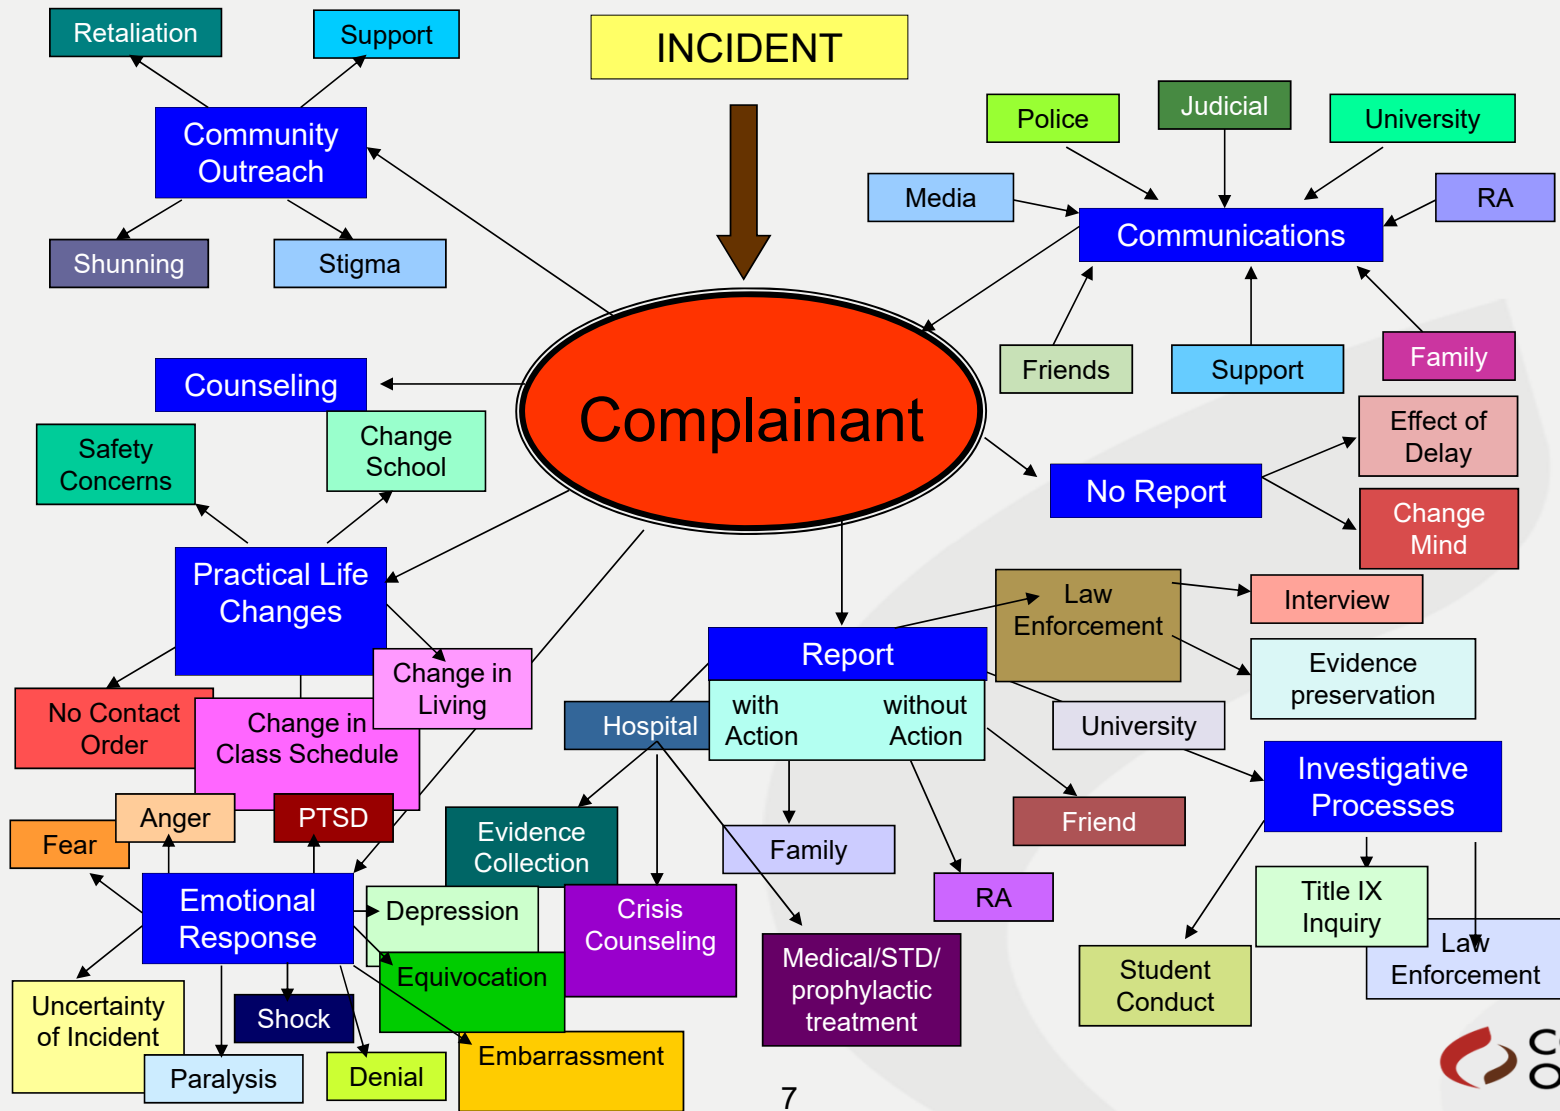 Retaliation
Support
INCIDENT
Community
Outreach
Shunning
Stigma
Police
Judicial
University
Media
RA
Communications
Friends
Support
Family
Counseling
Complainant
Safety
Concerns
Change
School
Effect of
Delay
No Report
Change
Mind
Practical Life
Changes
Law
Enforcement
Interview
Report
Evidence
preservation
No Contact
Order
Change in
Class Schedule
Change in
Living
Hospital
with
Action
without
Action
University
Investigative
Processes
Fear
Anger
PTSD
Evidence
Collection
Family
Friend
RA
Emotional
Response
Depression
Equivocation
Crisis
Counseling
Medical/STD/
prophylactic
treatment
Title IX
Inquiry
Law
Enforcement
Student
Conduct
Uncertainty
of Incident
Shock
Paralysis
Denial
Embarrassment
7